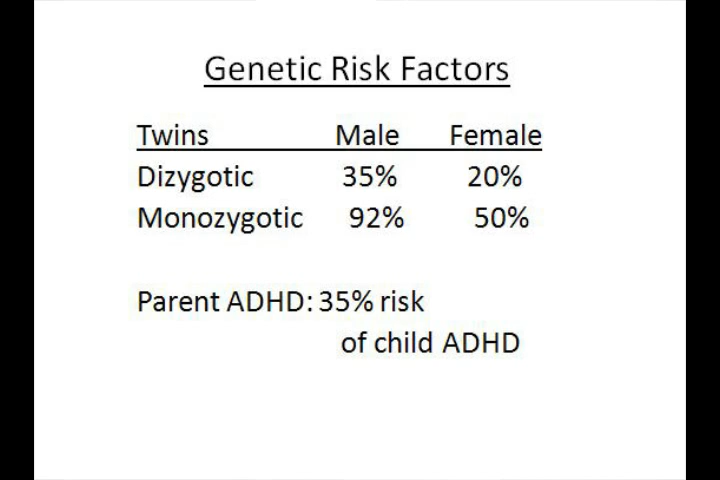 Genetic Risk Factors
Twins Male Female
Dizygotic 35% 20%
Monozygotic 92% 50%
Parent ADHD: 35% risk
of child ADHD